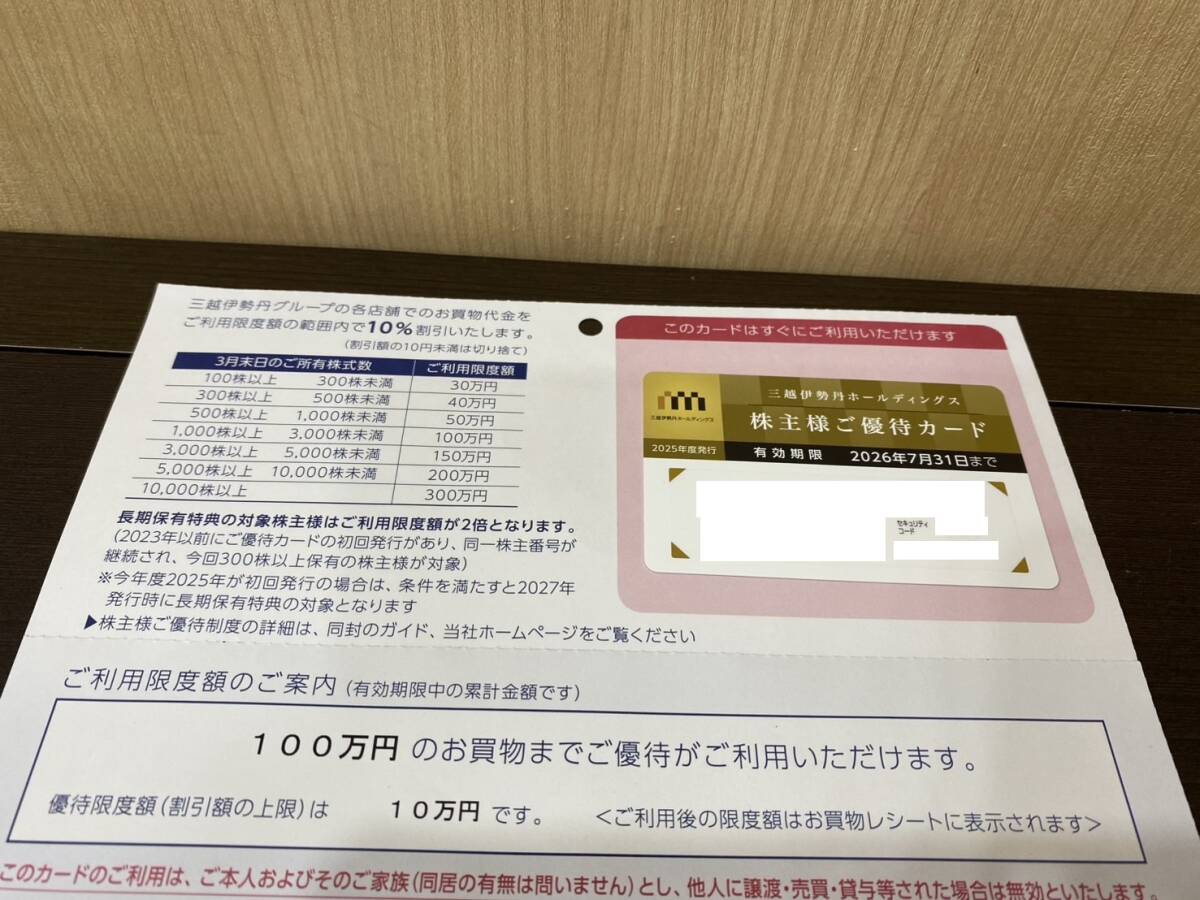 三越伊勢丹グループの各店舗でのお買物代金を
ご利用限度額の範囲内で10%割引いたします。
(割引額の10円未満は切り捨て)
3月末日のご所有株式数 ご利用限度額
100株以上 300株未満 30万円
300株以上 500株未満 40万円
500株以上 1,000株未満 50万円
1,000株以上 3,000株未満 100万円
3,000株以上 5,000株未満 150万円
5,000株以上 10,000株未満 200万円
10,000株以上 300万円
長期保有特典の対象株主様はご利用限度額が2倍となります。
(2023年以前にご優待カードの初回発行があり、同一株主番号が
継続され、今回300株以上保有の株主様が対象)
※今年度2025年が初回発行の場合は、条件を満たすと2027年
発行時に長期保有特典の対象となります
▶株主様ご優待制度の詳細は、同封のガイド、当社ホームページをご覧ください
このカードはすぐにご利用いただけます
三越伊勢丹ホールディングス
三越伊勢丹ホールディングス
株主様ご優待カード
2025年度発行 有効期限 2026年7月31日まで
セキュリティ
コード
ご利用限度額のご案内 (有効期限中の累計金額です)
100万円 のお買物までご優待がご利用いただけます。
優待限度額(割引額の上限)は 10万円 です。 <ご利用後の限度額はお買物レシートに表示されます>
このカードのご利用は、ご本人およびそのご家族(同居の有無は問いません)とし、他人に譲渡・売買・貸与等された場合は無効といたします。